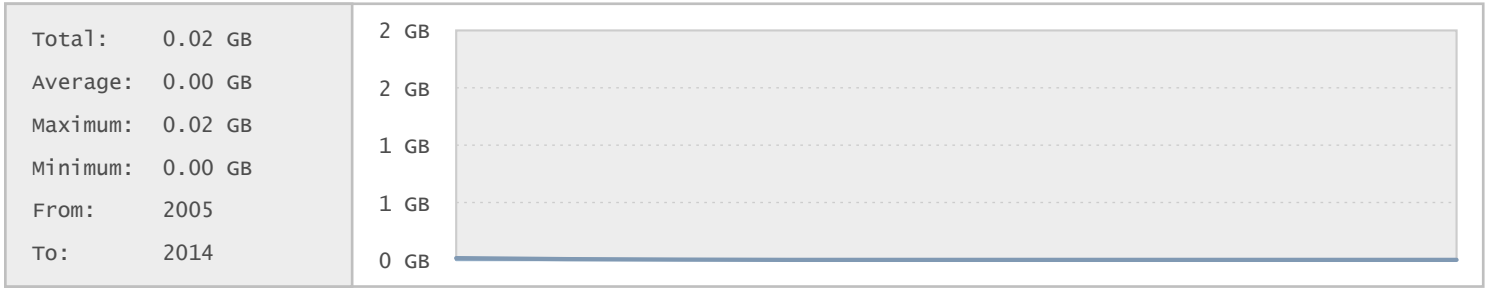 Total: 0.02 GB
Average: 0.00 GB
Maximum: 0.02 GB
Minimum: 0.00 GB
From: 2005
To: 2014
2 GB
2 GB
1 GB
1 GB
0 GB